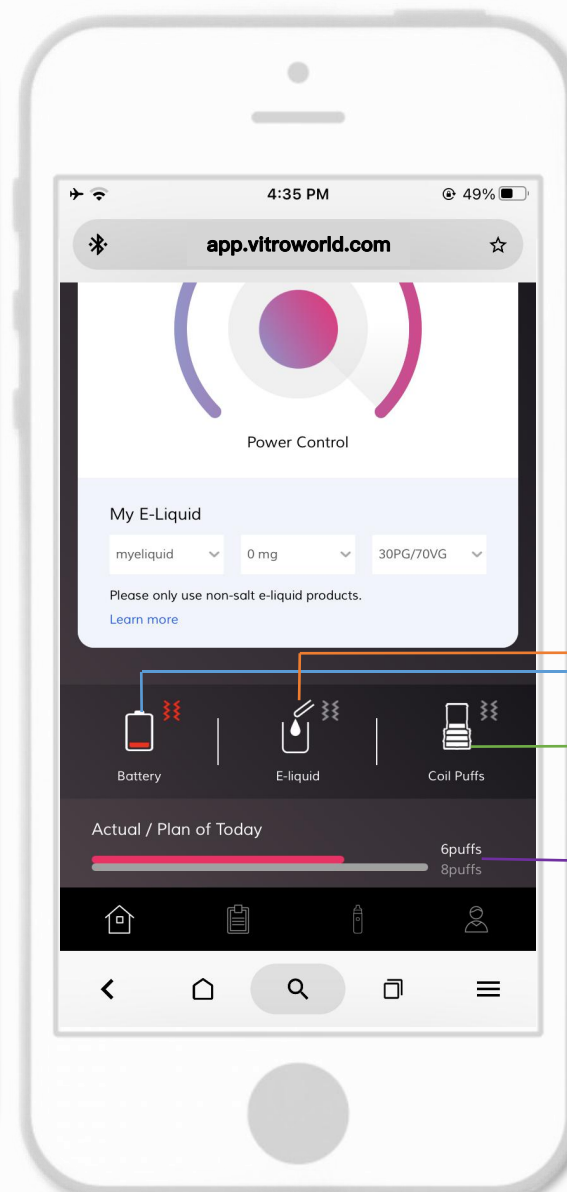 4:35 PM
49%
app.vitroworld.com
Power Control
My E-Liquid
myeliquid
0 mg
30PG/70VG
Please only use non-salt e-liquid products.
Learn more
Battery
E-liquid
Coil Puffs
Actual / Plan of Today
6puffs
8puffs